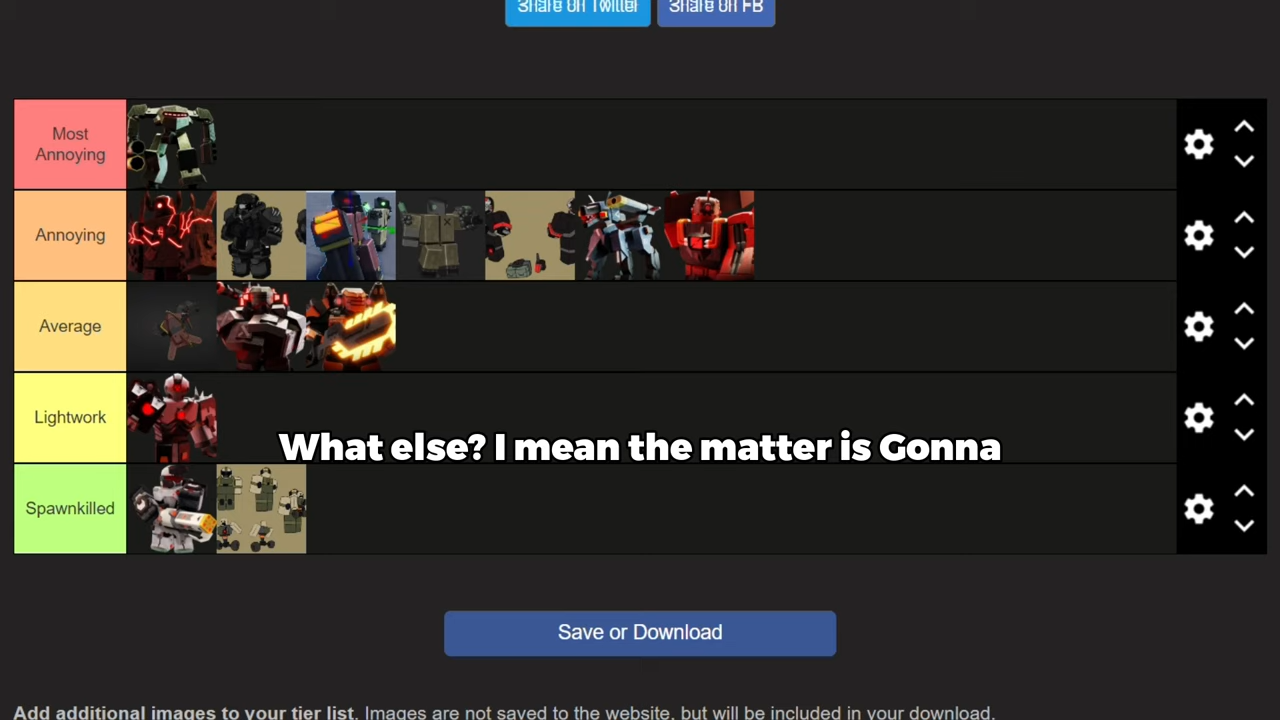 Share on Twitter
Share on FB
Most
Annoying
Annoying
Average
Lightwork
What else? I mean the matter is Gonna
Spawnkilled
Save or Download
Add additional images to your tier list. Images are not saved to the website, but will be included in your download.